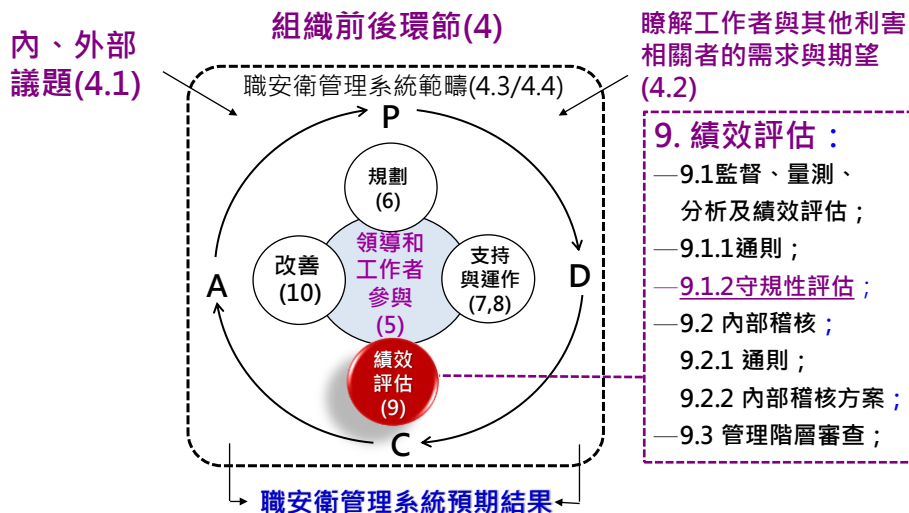 組織前後環節(4)
內、外部
議題(4.1)
瞭解工作者與其他利害
相關者的需求與期望
(4.2)
職安衛管理系統範疇(4.3/4.4)
P
規劃
(6)
領導和
工作者
參與
(5)
改善
(10)
支持
與運作
(7,8)
A
D
績效
評估
(9)
C
職安衛管理系統預期結果
9. 績效評估：
—9.1監督、量測、
分析及績效評估；
—9.1.1通則；
—9.1.2守規性評估；
—9.2 內部稽核；
9.2.1 通則；
9.2.2 內部稽核方案；
—9.3 管理階層審查；